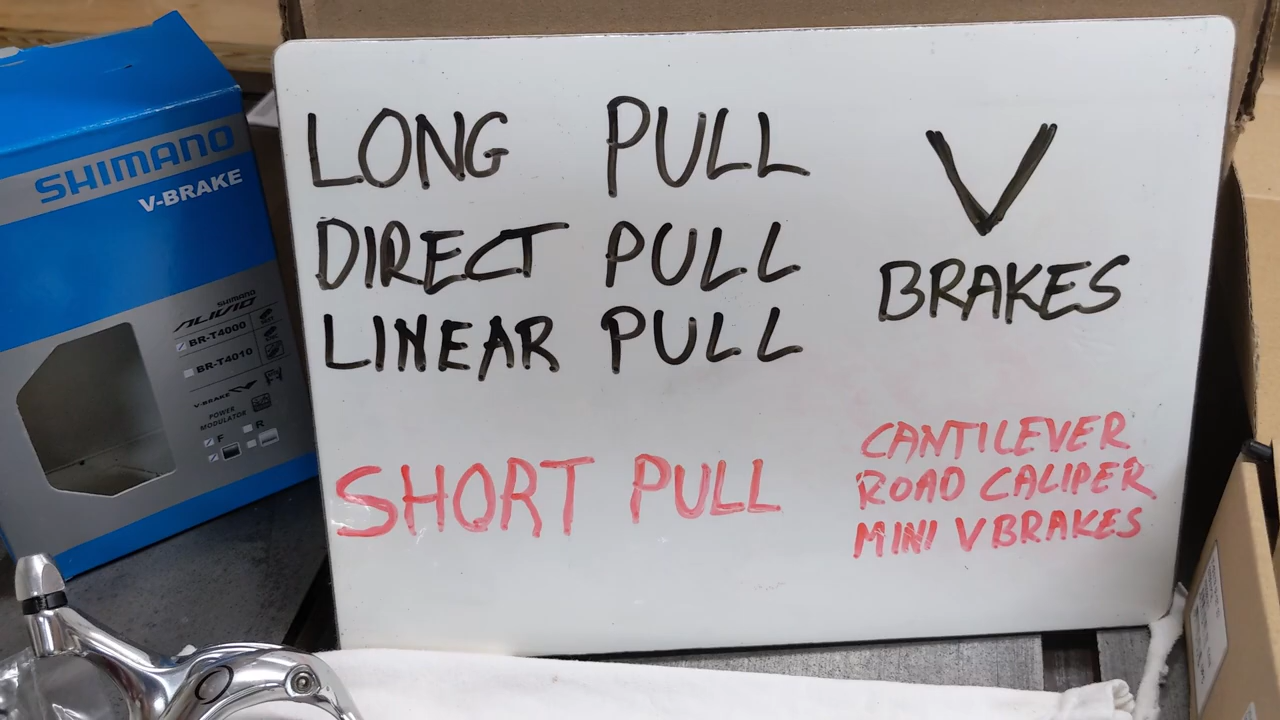 SHIMANO
V-BRAKE
SHIMANO
ALIVIO
BR-T4000
BR-T4010
V-BRAKE
POWER
MODULATOR
F R
LONG PULL
DIRECT PULL
LINEAR PULL
V
BRAKES
SHORT PULL
CANTILEVER
ROAD CALIPER
MINI V BRAKES